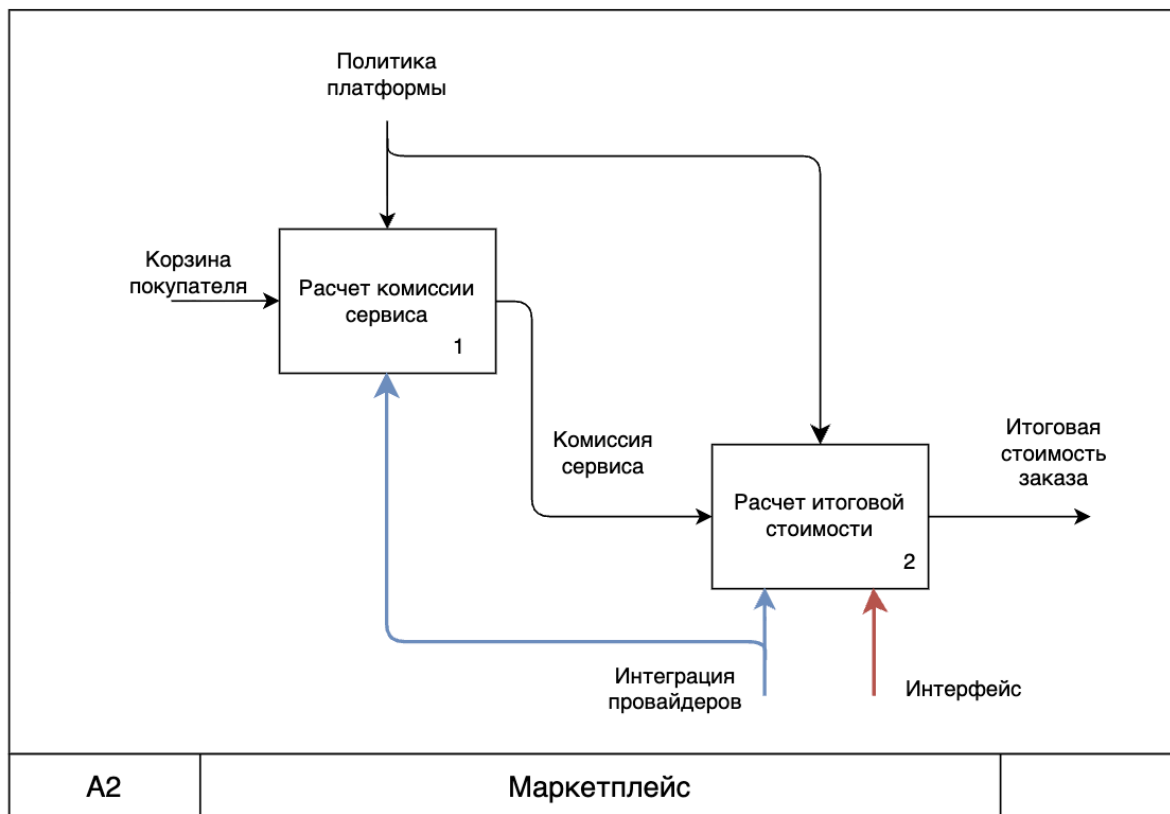 Политика
платформы
Корзина
покупателя
Расчет комиссии
сервиса
1
Комиссия
сервиса
Итоговая
стоимость
заказа
Расчет итоговой
стоимости
2
Интеграция
провайдеров
Интерфейс
A2
Маркетплейс